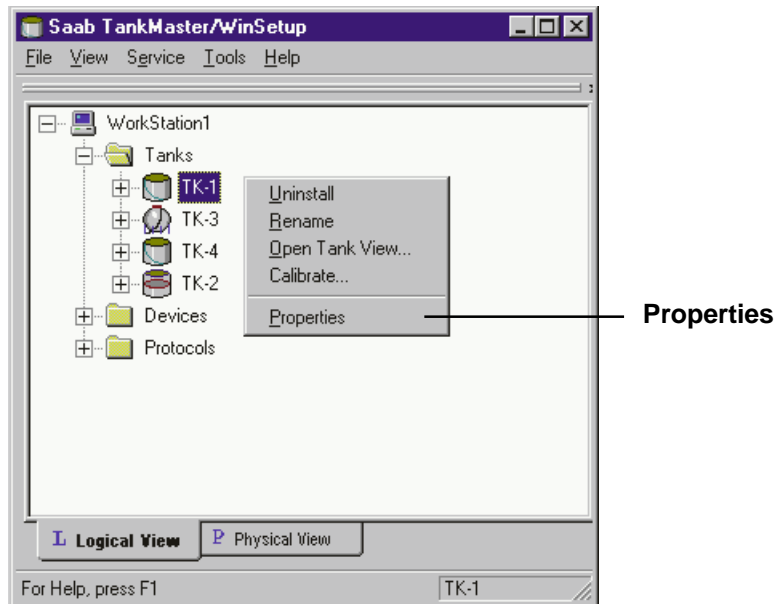 Saab TankMaster/WinSetup
File View Service Tools Help
WorkStation1
Tanks
TK-1
TK-3
TK-4
TK-2
Devices
Protocols
Uninstall
Rename
Open Tank View...
Calibrate...
Properties
Properties
L Logical View P Physical View
For Help, press F1 TK-1